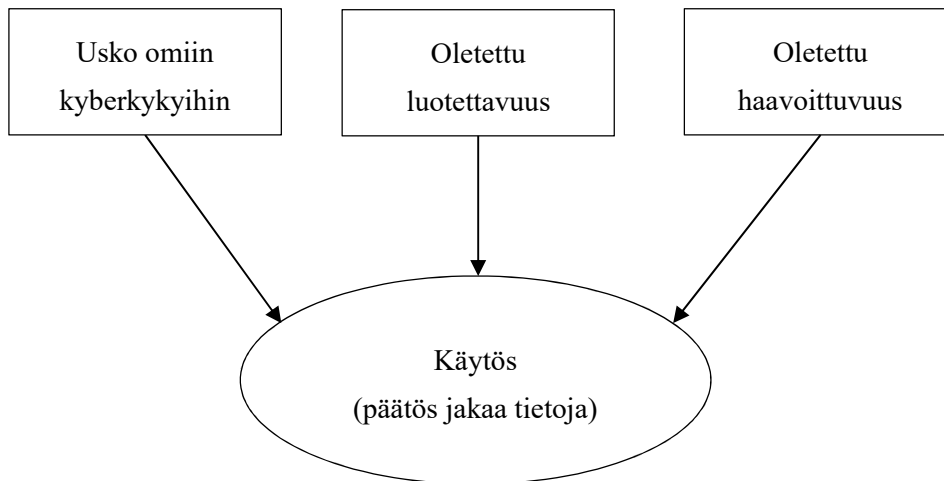 Usko omiin
kyberkykyihin
Oletettu
luotettavuus
Oletettu
haavoittuvuus
Käytös
(päätös jakaa tietoja)